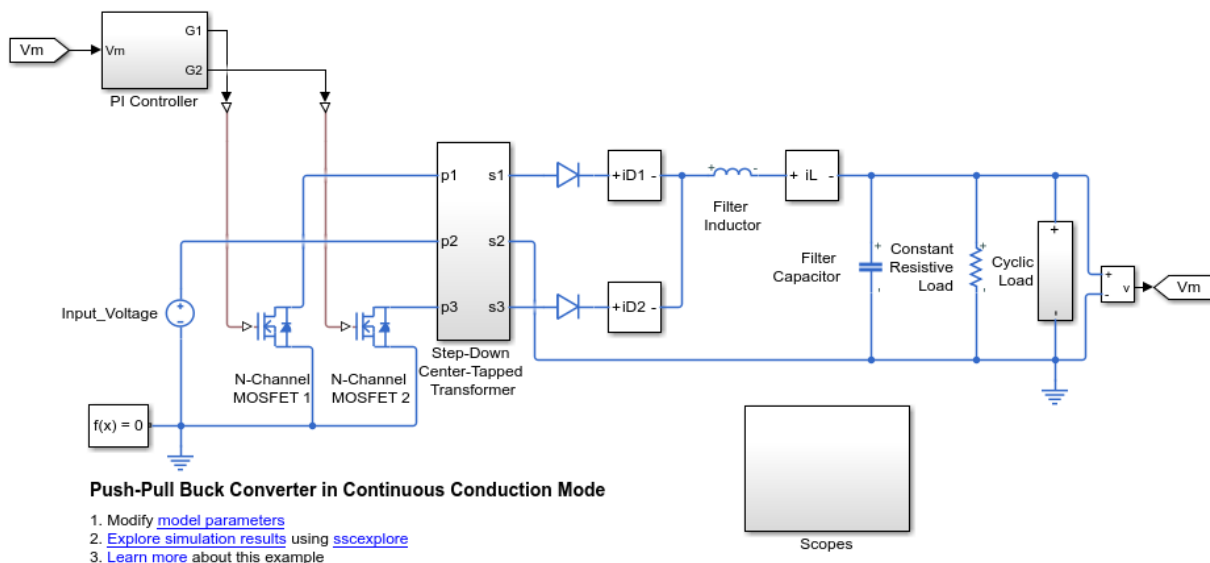 G1
Vm
Vm
G2
PI Controller
p1
s1
+ iD1 -
+ -
+ iL -
Filter
Inductor
p2
s2
Filter
Capacitor
+
-
Constant
Resistive
Load
+
-
Cyclic
Load
+
-
+
-
v
Vm
Input_Voltage
+
-
p3
s3
+ iD2 -
N-Channel
MOSFET 1
N-Channel
MOSFET 2
Step-Down
Center-Tapped
Transformer
f(x) = 0
Push-Pull Buck Converter in Continuous Conduction Mode
1. Modify model parameters
2. Explore simulation results using sscexplore
3. Learn more about this example
Scopes